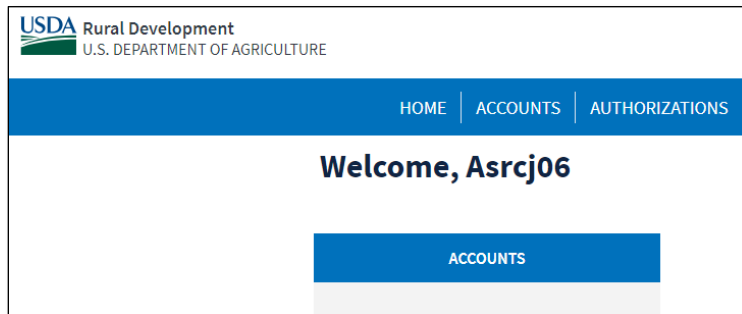 USDA Rural Development
U.S. DEPARTMENT OF AGRICULTURE
HOME ACCOUNTS AUTHORIZATIONS
Welcome, Asrcj06
ACCOUNTS